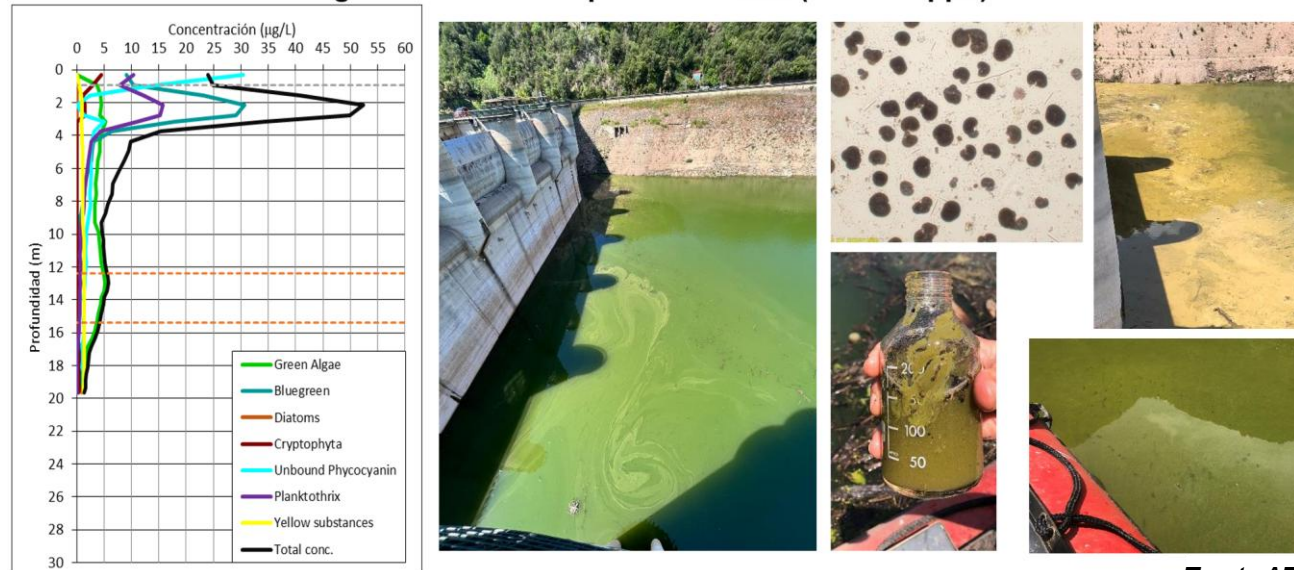 Concentración (µg/L)
0 5 10 15 20 25 30 35 40 45 50 55 60
Profundidad (m)
0
2
4
6
8
10
12
14
16
18
20
22
24
26
28
30
Green Algae
Bluegreen
Diatoms
Cryptophyta
Unbound Phycocyanin
Planktothrix
Yellow substances
Total conc.
100
50